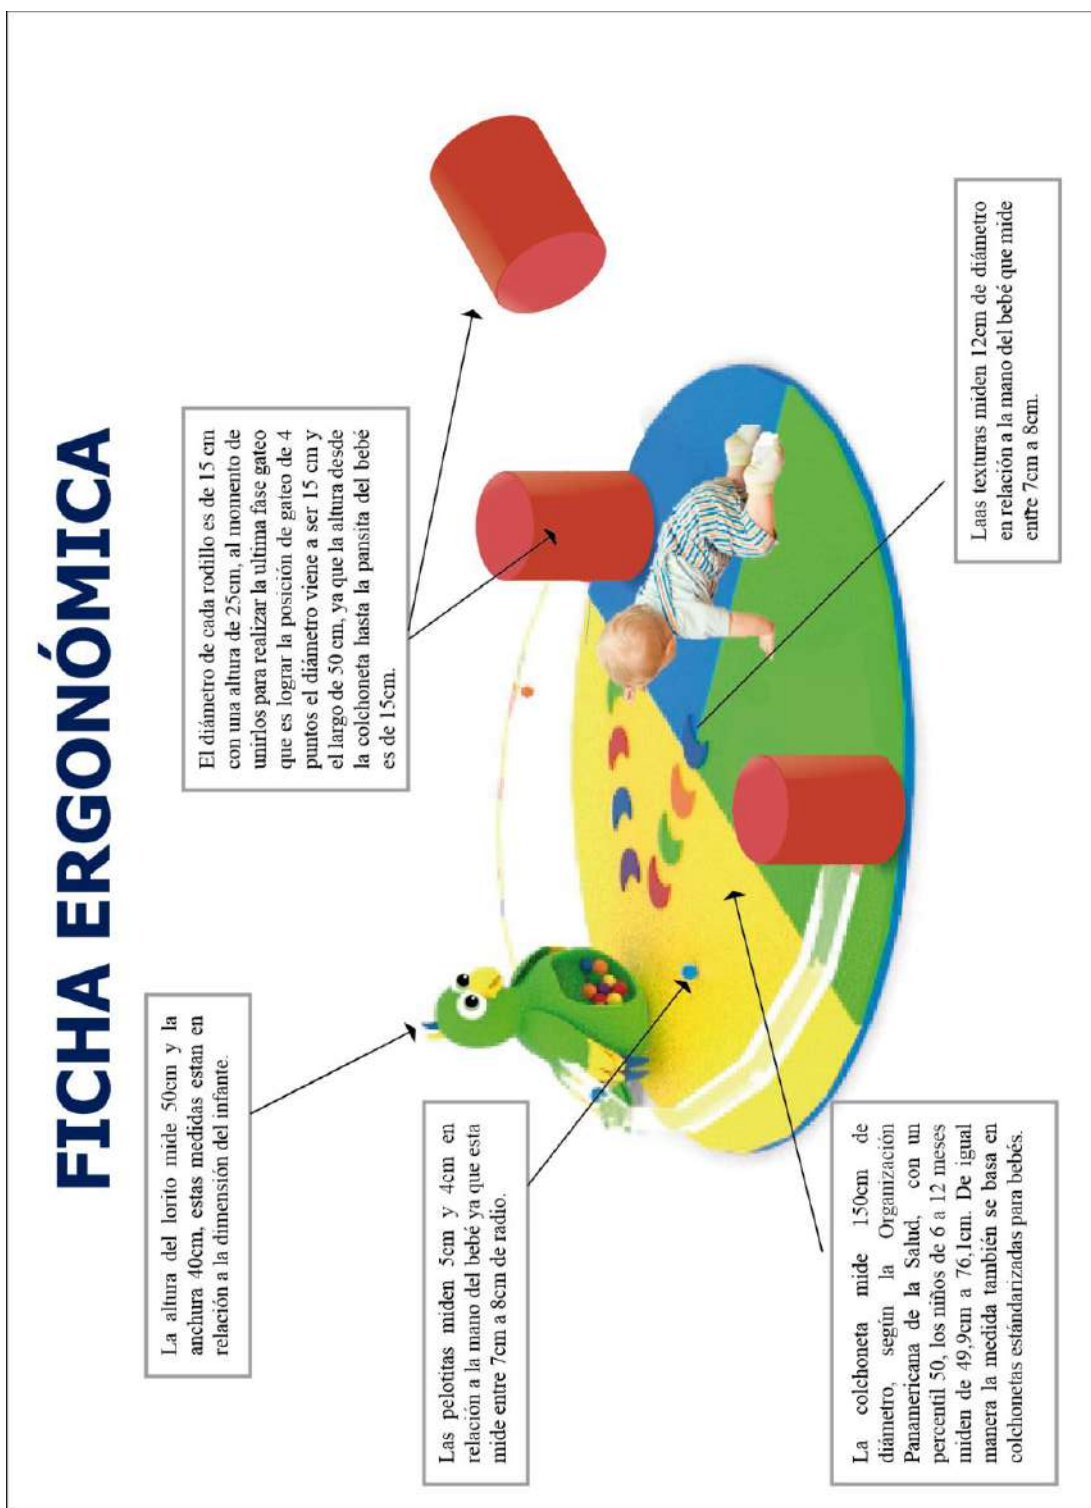 FICHA ERGONÓMICA
La altura del lorito mide 50cm y la
anchura 40cm, estas medidas estan en
relación a la dimensión del infante.
El diámetro de cada rodillo es de 15 cm
con una altura de 25cm, al momento de
unirlos para realizar la ultima fase gateo
que es lograr la posición de gateo de 4
puntos el diámetro viene a ser 15 cm y
el largo de 50 cm, ya que la altura desde
la colchoneta hasta la pansita del bebé
es de 15cm.
Las pelotitas miden 5cm y 4cm en
relación a la mano del bebé ya que esta
mide entre 7cm a 8cm de radio.
La colchoneta mide 150cm de
diámetro, según la Organización
Panamericana de la Salud, con un
percentil 50, los niños de 6 a 12 meses
miden de 49,9cm a 76,1cm. De igual
manera la medida también se basa en
colchonetas estándarizadas para bebés.
Laas texturas miden 12cm de diámetro
en relación a la mano del bebé que mide
entre 7cm a 8cm.